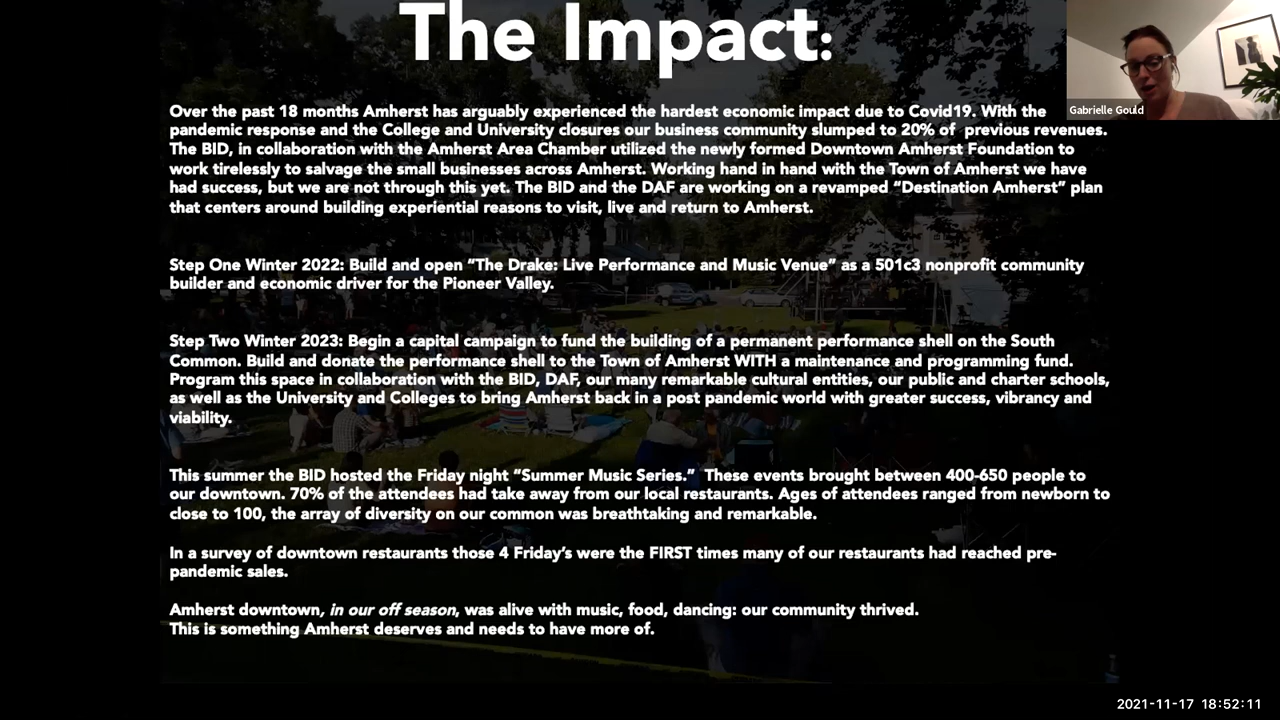 The Impact:
Gabrielle Gould
Over the past 18 months Amherst has arguably experienced the hardest economic impact due to Covid19. With the
pandemic response and the College and University closures our business community slumped to 20% of previous revenues.
The BID, in collaboration with the Amherst Area Chamber utilized the newly formed Downtown Amherst Foundation to
work tirelessly to salvage the small businesses across Amherst. Working hand in hand with the Town of Amherst we have
had success, but we are not through this yet. The BID and the DAF are working on a revamped “Destination Amherst” plan
that centers around building experiential reasons to visit, live and return to Amherst.
Step One Winter 2022: Build and open “The Drake: Live Performance and Music Venue” as a 501c3 nonprofit community
builder and economic driver for the Pioneer Valley.
Step Two Winter 2023: Begin a capital campaign to fund the building of a permanent performance shell on the South
Common. Build and donate the performance shell to the Town of Amherst WITH a maintenance and programming fund.
Program this space in collaboration with the BID, DAF, our many remarkable cultural entities, our public and charter schools,
as well as the University and Colleges to bring Amherst back in a post pandemic world with greater success, vibrancy and
viability.
This summer the BID hosted the Friday night “Summer Music Series.” These events brought between 400-650 people to
our downtown. 70% of the attendees had take away from our local restaurants. Ages of attendees ranged from newborn to
close to 100, the array of diversity on our common was breathtaking and remarkable.
In a survey of downtown restaurants those 4 Friday’s were the FIRST times many of our restaurants had reached pre-
pandemic sales.
Amherst downtown, in our off season, was alive with music, food, dancing: our community thrived.
This is something Amherst deserves and needs to have more of.
2021-11-17 18:52:11